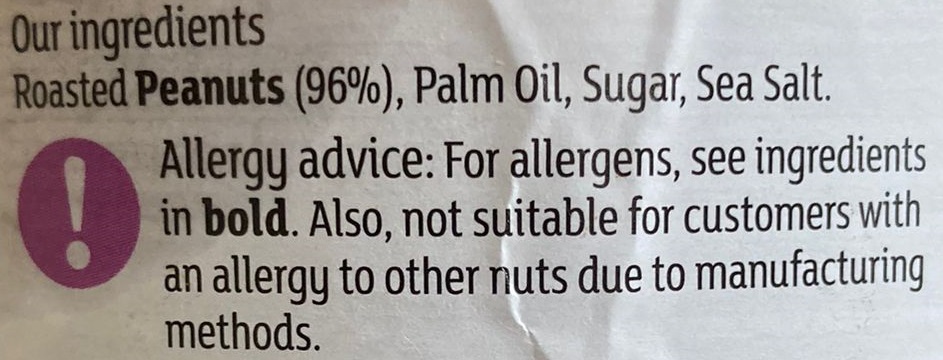 Our ingredients
Roasted Peanuts (96%), Palm Oil, Sugar, Sea Salt.
Allergy advice: For allergens, see ingredients
in bold. Also, not suitable for customers with
an allergy to other nuts due to manufacturing
methods.